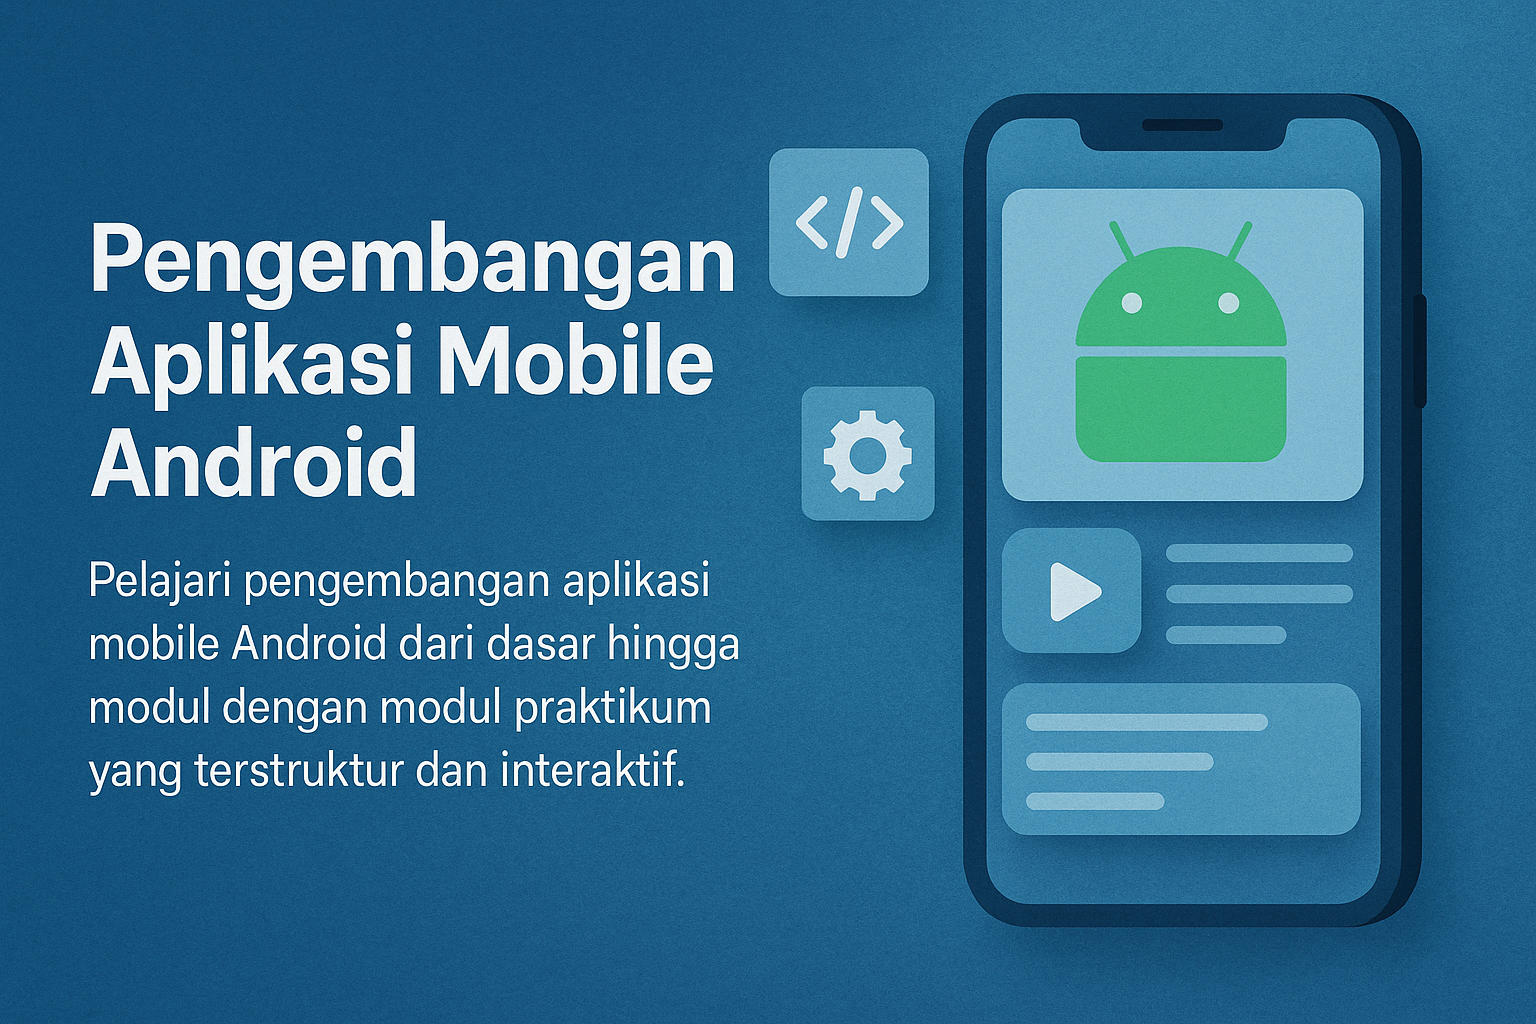 Pengembangan
Aplikasi Mobile
Android
Pelajari pengembangan aplikasi
mobile Android dari dasar hingga
modul dengan modul praktikum
yang terstruktur dan interaktif.